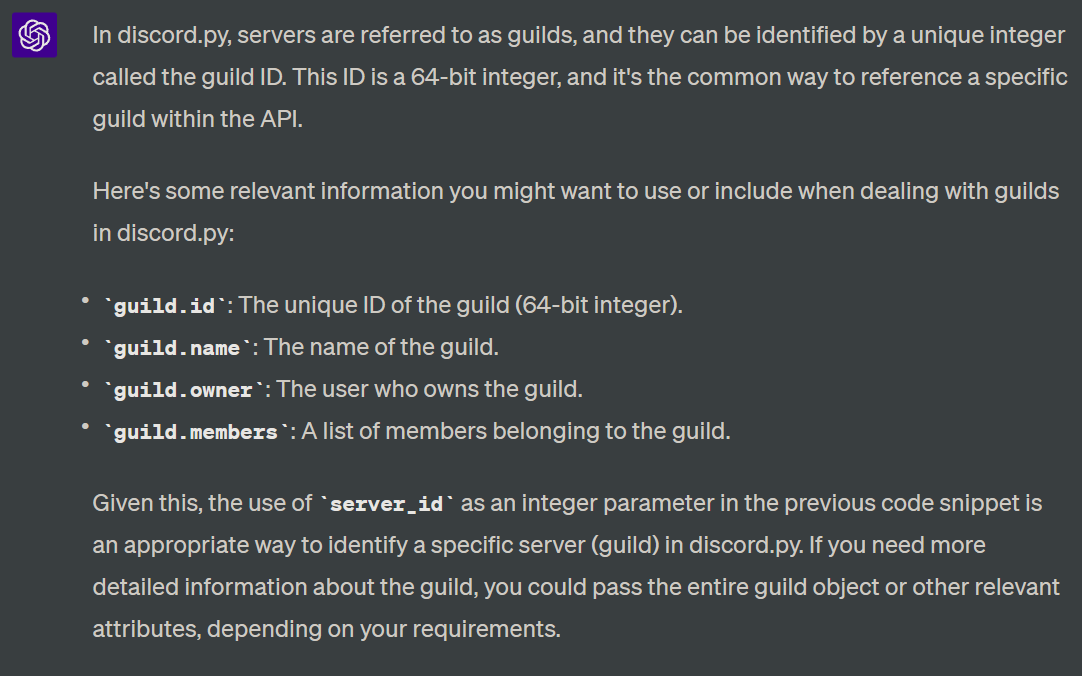 In discord.py, servers are referred to as guilds, and they can be identified by a unique integer
called the guild ID. This ID is a 64-bit integer, and it's the common way to reference a specific
guild within the API.
Here's some relevant information you might want to use or include when dealing with guilds
in discord.py:
• `guild.id`: The unique ID of the guild (64-bit integer).
• `guild.name`: The name of the guild.
• `guild.owner`: The user who owns the guild.
• `guild.members`: A list of members belonging to the guild.
Given this, the use of `server_id` as an integer parameter in the previous code snippet is
an appropriate way to identify a specific server (guild) in discord.py. If you need more
detailed information about the guild, you could pass the entire guild object or other relevant
attributes, depending on your requirements.